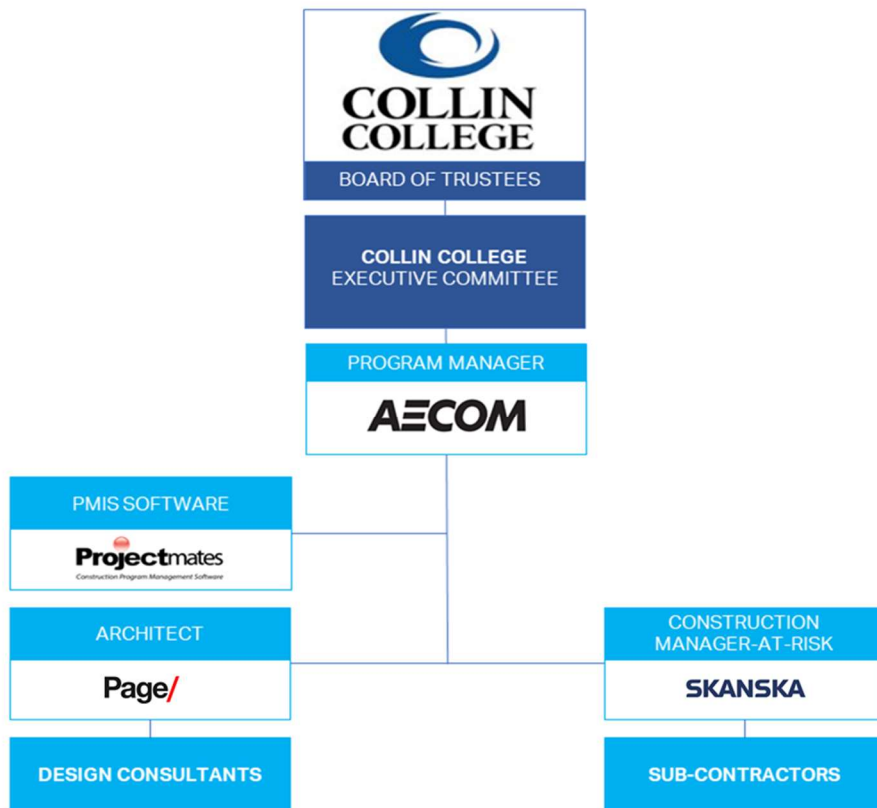 COLLIN
COLLEGE
BOARD OF TRUSTEES
COLLIN COLLEGE
EXECUTIVE COMMITTEE
PROGRAM MANAGER
AECOM
PMIS SOFTWARE
Projectmates
Construction Program Management Software
ARCHITECT
Page/
DESIGN CONSULTANTS
CONSTRUCTION
MANAGER-AT-RISK
SKANSKA
SUB-CONTRACTORS